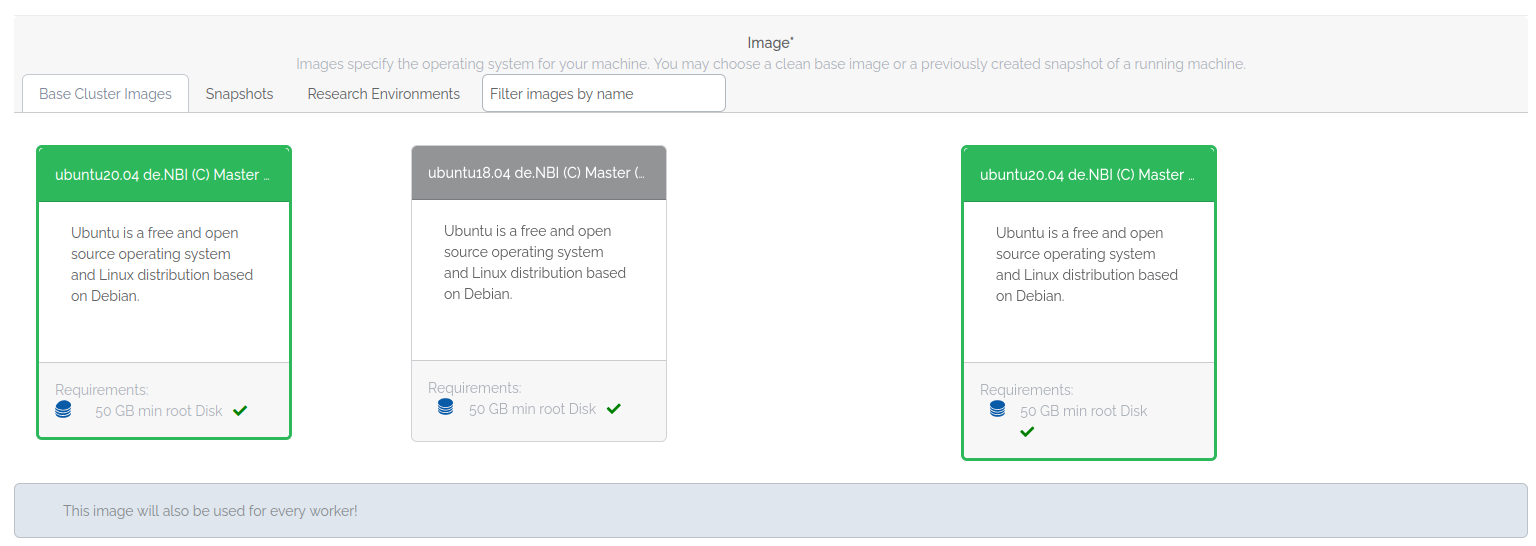 Image*
Images specify the operating system for your machine. You may choose a clean base image or a previously created snapshot of a running machine.
Base Cluster Images
Snapshots
Research Environments
Filter images by name
ubuntu20.04 de.NBI (C) Master ...
Ubuntu is a free and open
source operating system
and Linux distribution based
on Debian.
Requirements:
50 GB min root Disk
ubuntu18.04 de.NBI (C) Master (...
Ubuntu is a free and open
source operating system
and Linux distribution based
on Debian.
Requirements:
50 GB min root Disk
ubuntu20.04 de.NBI (C) Master ...
Ubuntu is a free and open
source operating system
and Linux distribution based
on Debian.
Requirements:
50 GB min root Disk
This image will also be used for every worker!